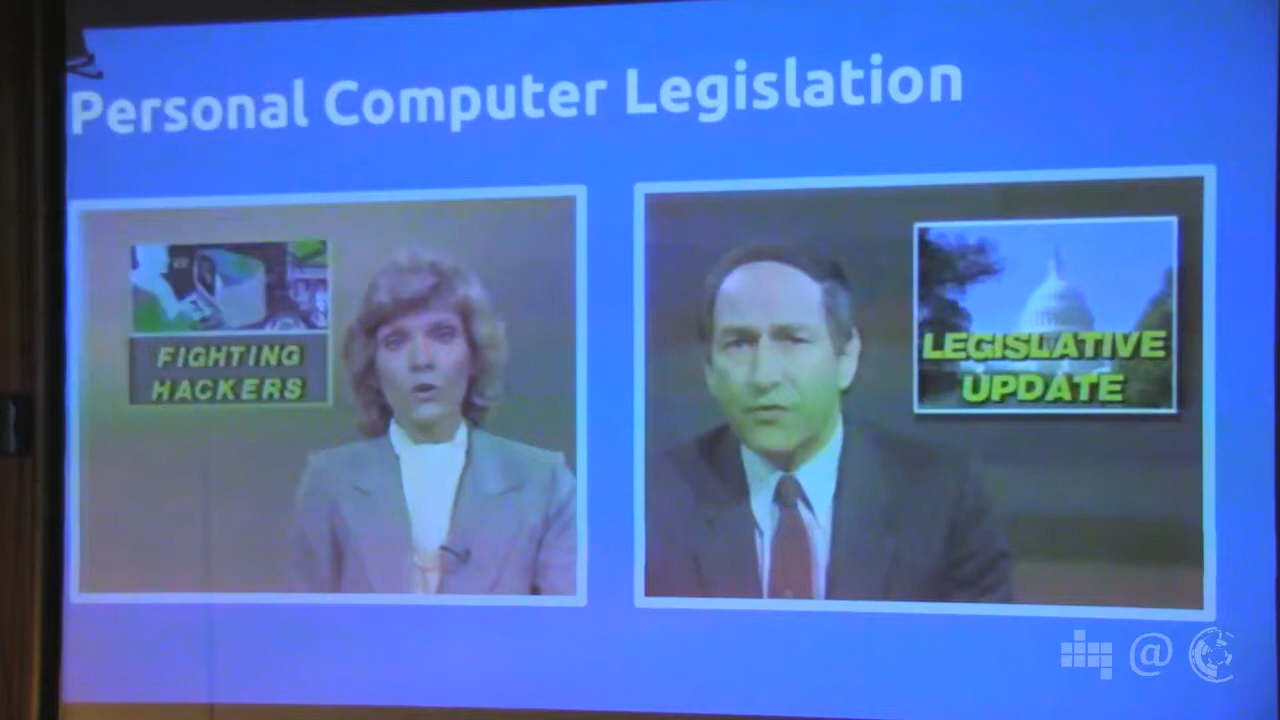 Personal Computer Legislation
FIGHTING
HACKERS
LEGISLATIVE
UPDATE
@